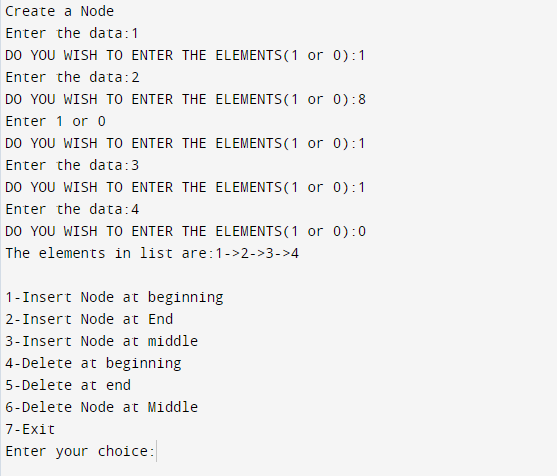 Create a Node
Enter the data:1
DO YOU WISH TO ENTER THE ELEMENTS(1 or 0):1
Enter the data:2
DO YOU WISH TO ENTER THE ELEMENTS(1 or 0):8
Enter 1 or 0
DO YOU WISH TO ENTER THE ELEMENTS(1 or 0):1
Enter the data:3
DO YOU WISH TO ENTER THE ELEMENTS(1 or 0):1
Enter the data:4
DO YOU WISH TO ENTER THE ELEMENTS(1 or 0):0
The elements in list are:1->2->3->4
1-Insert Node at beginning
2-Insert Node at End
3-Insert Node at middle
4-Delete at beginning
5-Delete at end
6-Delete Node at Middle
7-Exit
Enter your choice: